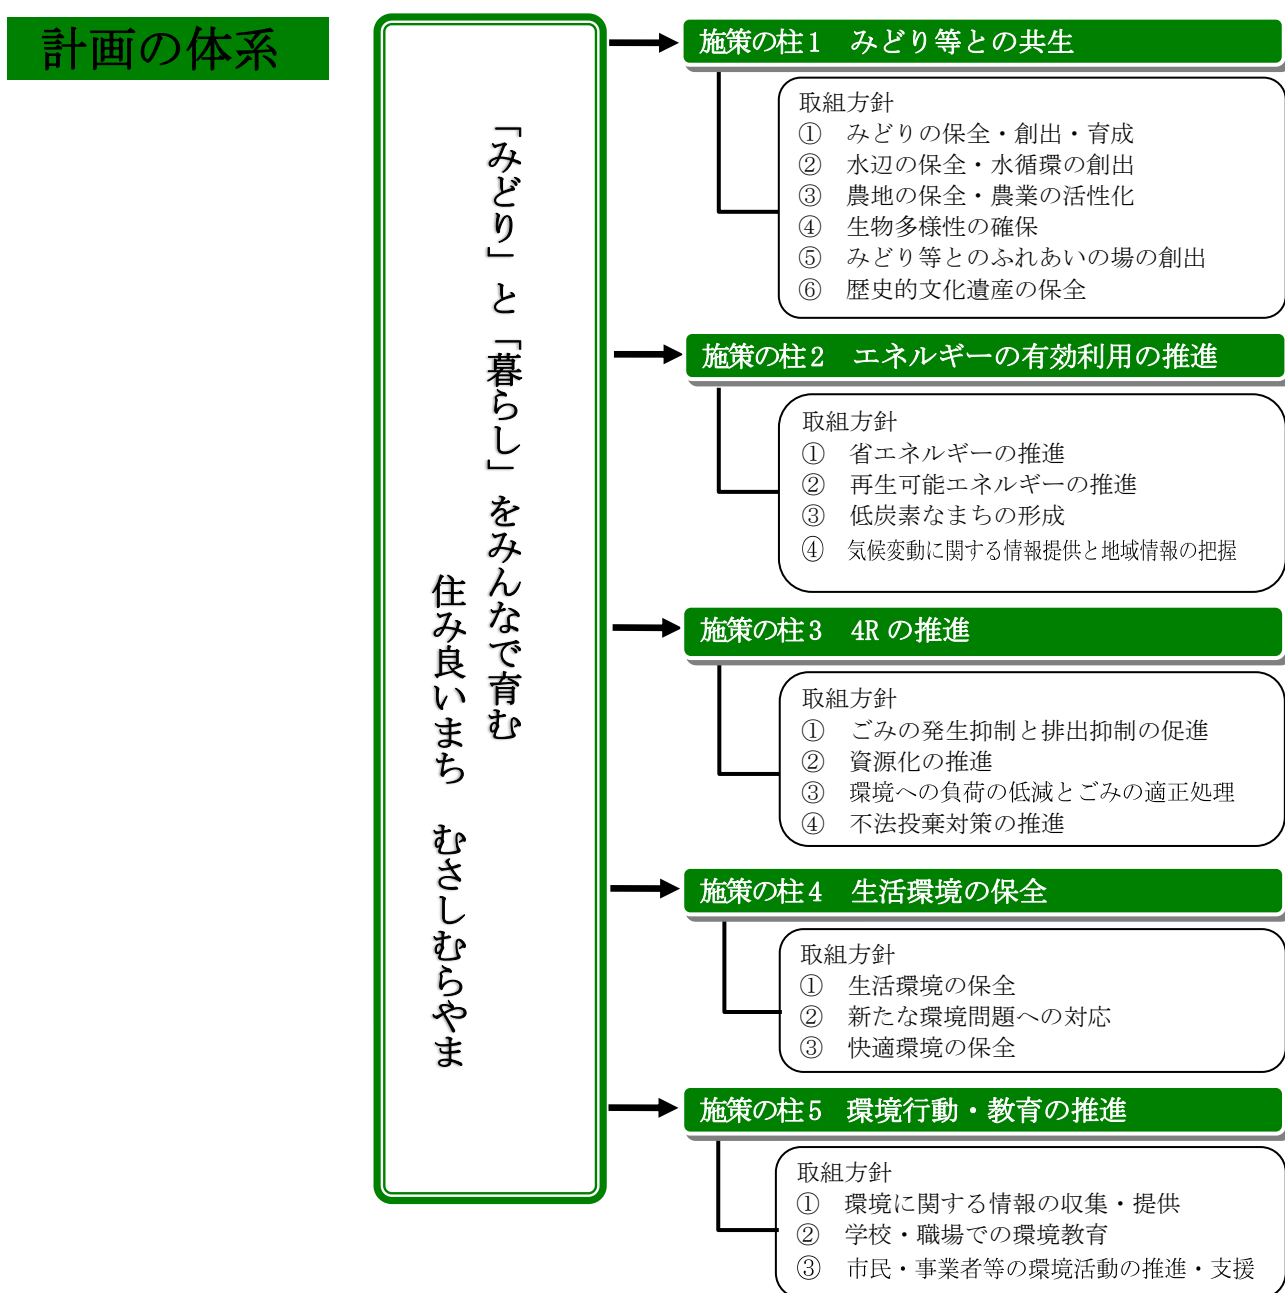 計画の体系
「みどり」と「暮らし」をみんなで育む
住み良いまち　むさしむらやま
施策の柱1　みどり等との共生
取組方針
①　みどりの保全・創出・育成
②　水辺の保全・水循環の創出
③　農地の保全・農業の活性化
④　生物多様性の確保
⑤　みどり等とのふれあいの場の創出
⑥　歴史的文化遺産の保全
施策の柱2　エネルギーの有効利用の推進
取組方針
①　省エネルギーの推進
②　再生可能エネルギーの推進
③　低炭素なまちの形成
④　気候変動に関する情報提供と地域情報の把握
施策の柱3　4Rの推進
取組方針
①　ごみの発生抑制と排出抑制の促進
②　資源化の推進
③　環境への負荷の低減とごみの適正処理
④　不法投棄対策の推進
施策の柱4　生活環境の保全
取組方針
①　生活環境の保全
②　新たな環境問題への対応
③　快適環境の保全
施策の柱5　環境行動・教育の推進
取組方針
①　環境に関する情報の収集・提供
②　学校・職場での環境教育
③　市民・事業者等の環境活動の推進・支援